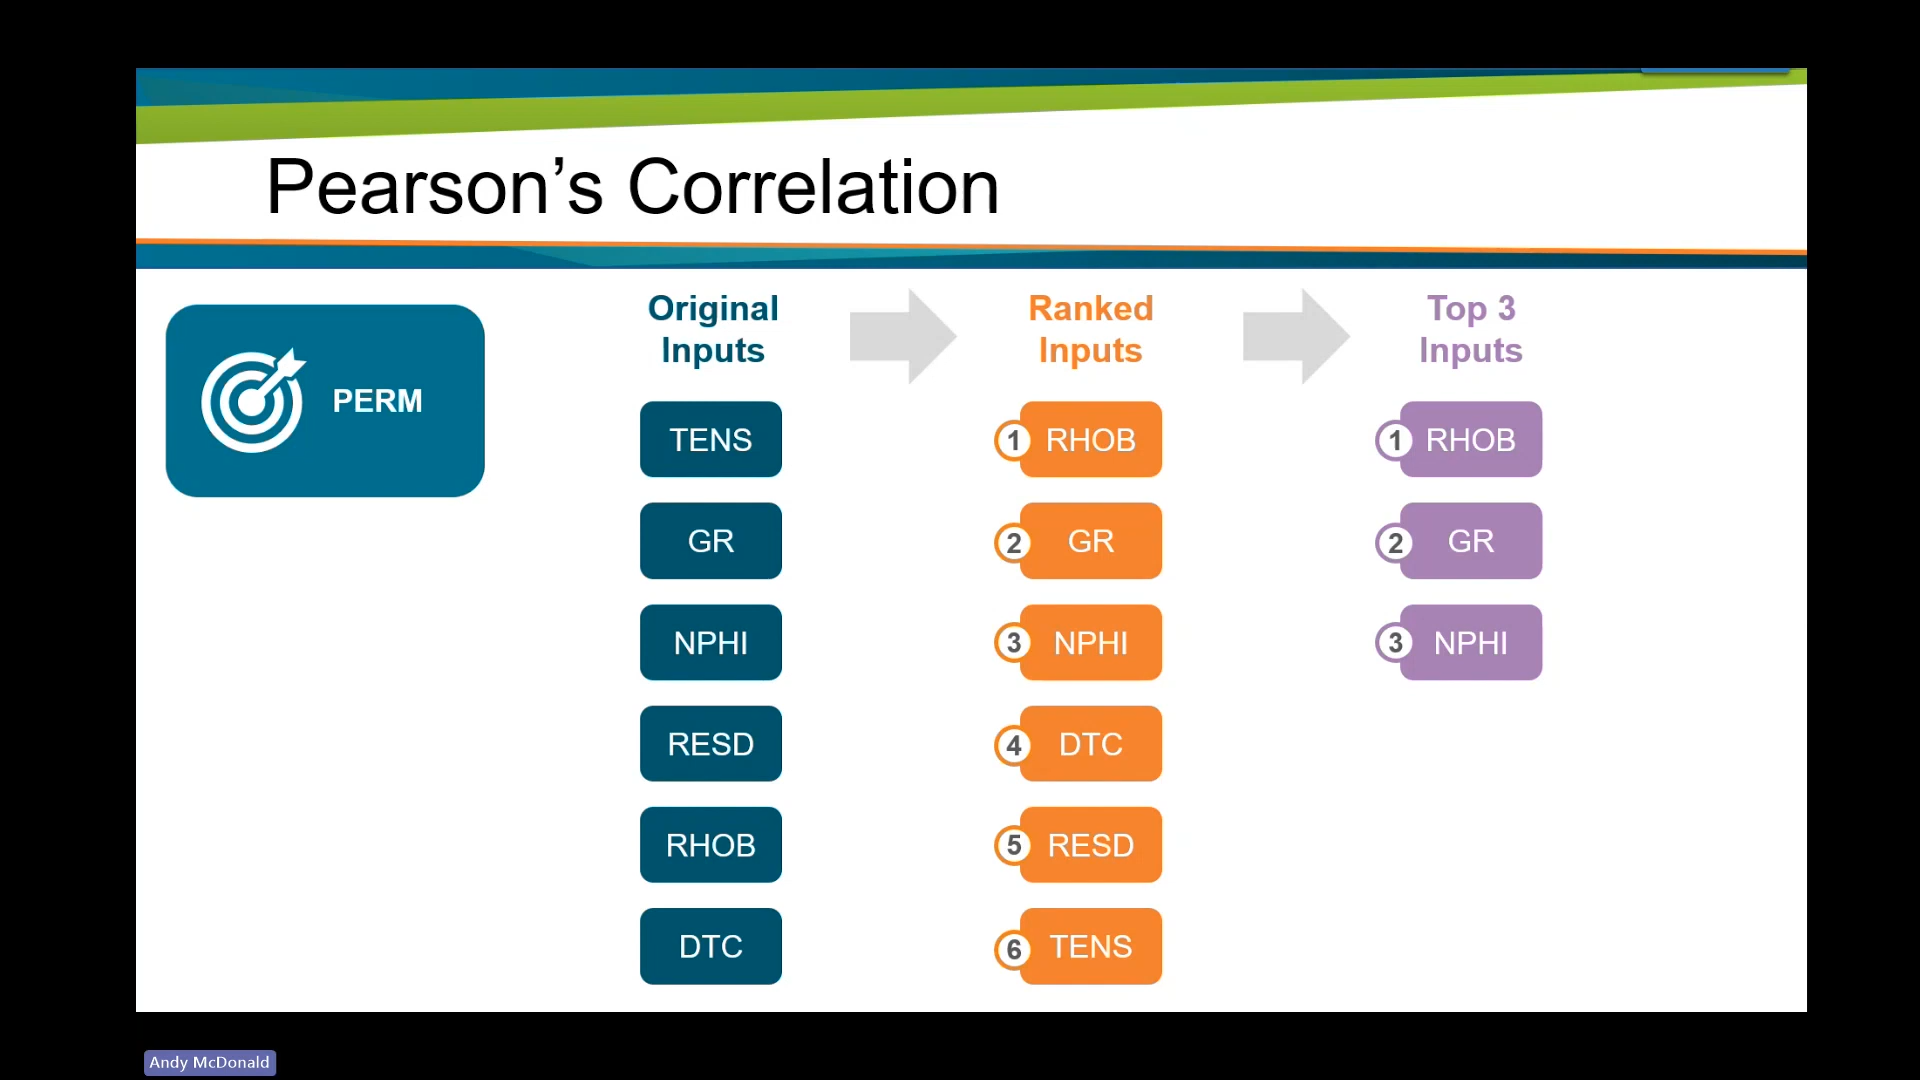 Pearson’s Correlation
PERM
Original
Inputs
TENS
GR
NPHI
RESD
RHOB
DTC
Ranked
Inputs
1 RHOB
2 GR
3 NPHI
4 DTC
5 RESD
6 TENS
Top 3
Inputs
1 RHOB
2 GR
3 NPHI
Andy McDonald